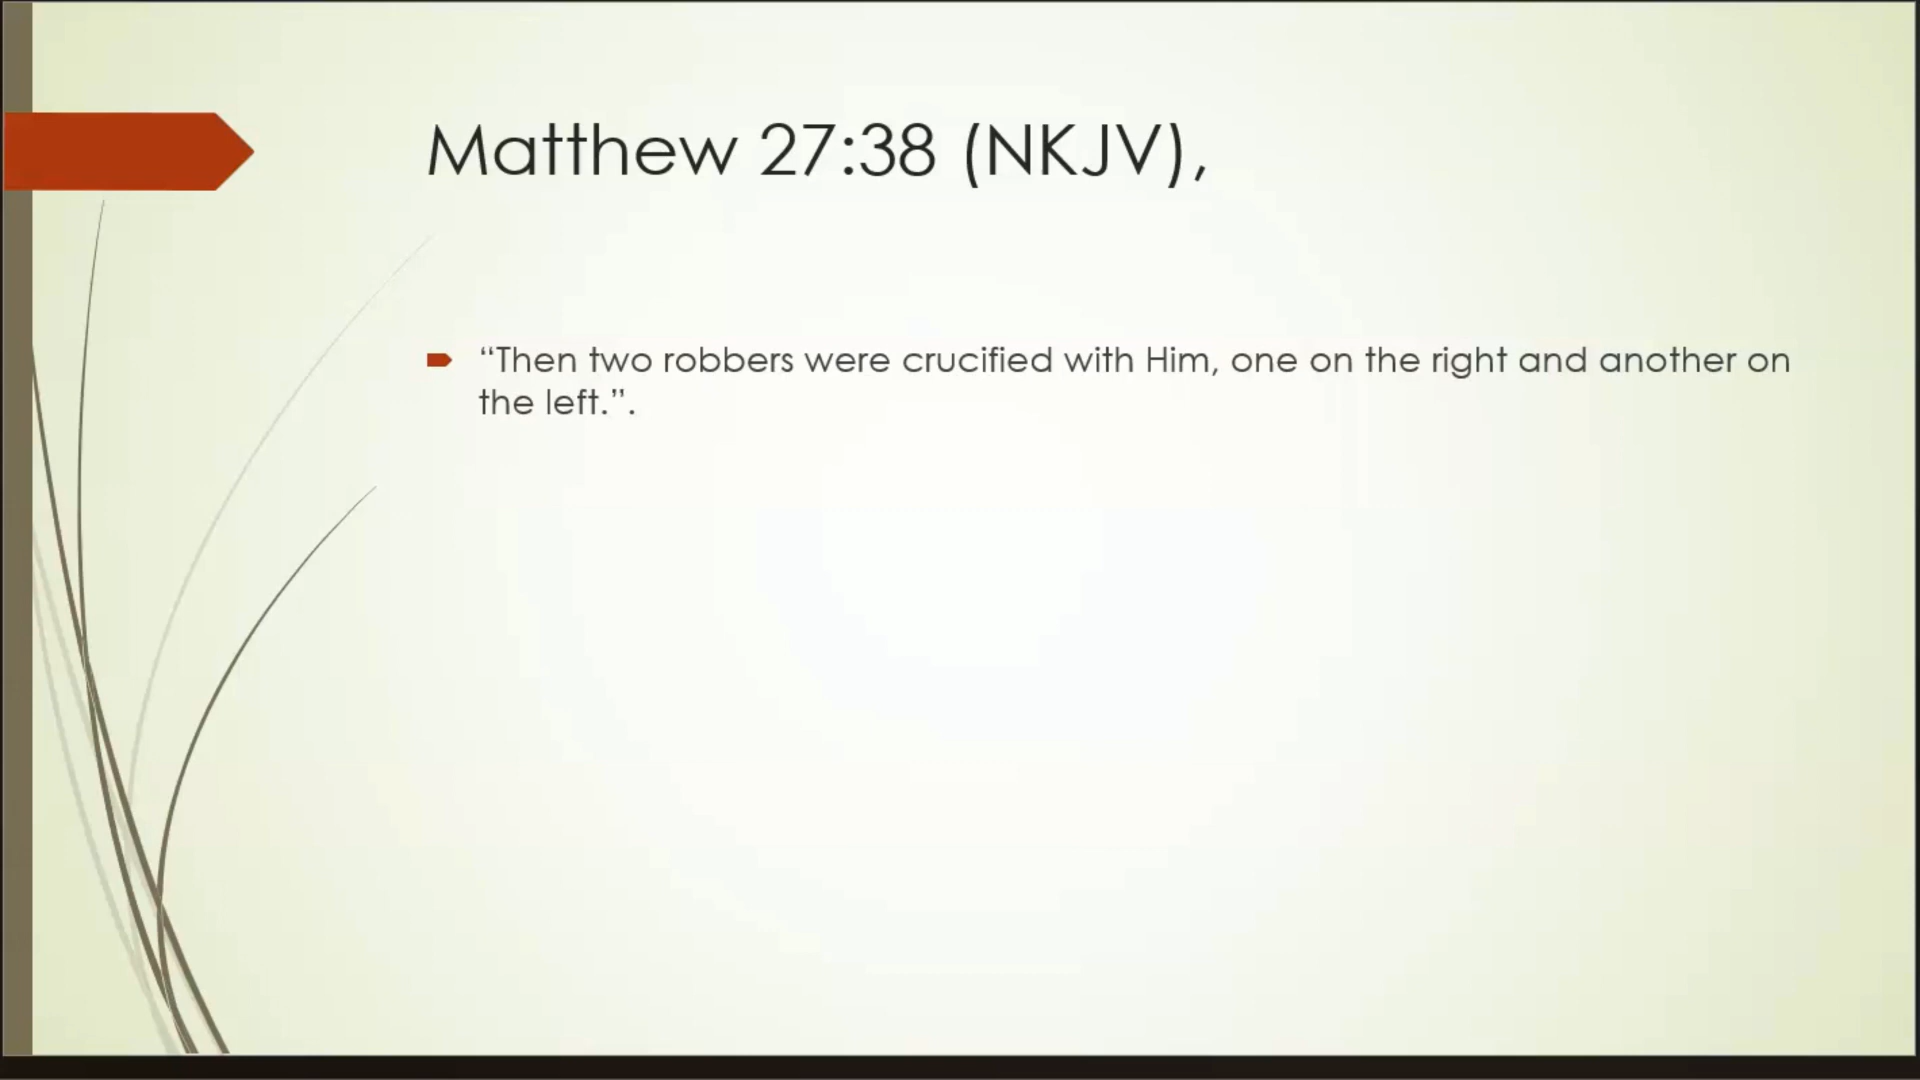 Matthew 27:38 (NKJV),
“Then two robbers were crucified with Him, one on the right and another on
the left.”.